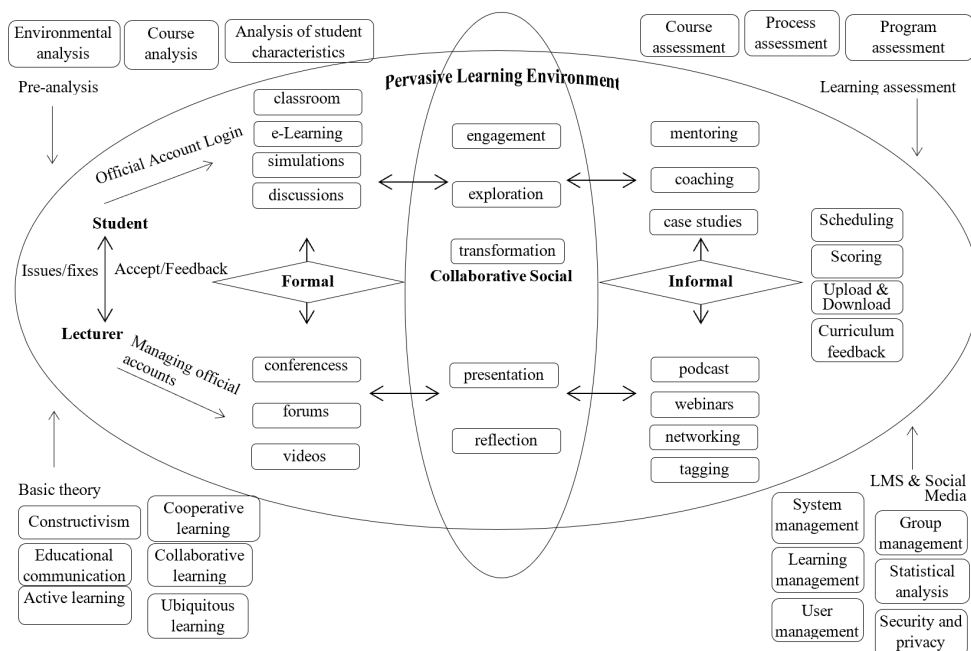 Environmental
analysis
Course
analysis
Analysis of student
characteristics
Course
assessment
Process
assessment
Program
assessment
Pre-analysis
Pervasive Learning Environment
Learning assessment
Official Account Login
classroom
e-Learning
simulations
discussions
engagement
exploration
transformation
mentoring
coaching
case studies
Student
Issues/fixes
Accept/Feedback
Lecturer
Formal
Collaborative Social
Informal
Scheduling
Scoring
Upload &
Download
Curriculum
feedback
Managing official
accounts
conferencess
forums
videos
presentation
reflection
podcast
webinars
networking
tagging
Basic theory
Constructivism
Cooperative
learning
Educational
communication
Collaborative
learning
Active learning
Ubiquitous
learning
LMS & Social
Media
System
management
Group
management
Learning
management
Statistical
analysis
User
management
Security and
privacy